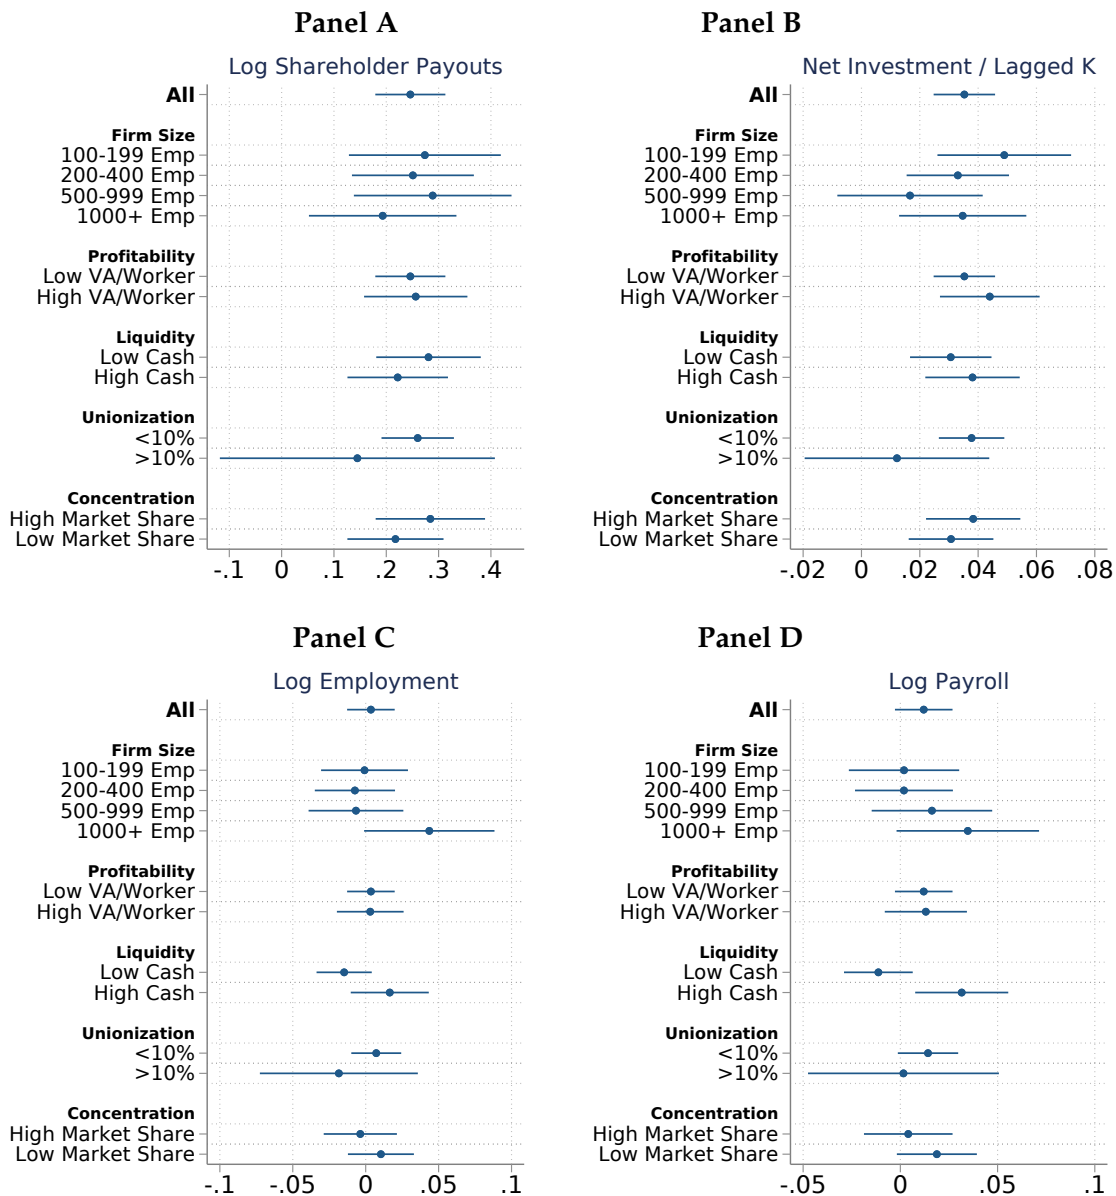 Panel A
Log Shareholder Payouts
All
Firm Size
100-199 Emp
200-400 Emp
500-999 Emp
1000+ Emp
Profitability
Low VA/Worker
High VA/Worker
Liquidity
Low Cash
High Cash
Unionization
<10%
>10%
Concentration
High Market Share
Low Market Share
-.1 0 .1 .2 .3 .4
Panel B
Net Investment / Lagged K
All
Firm Size
100-199 Emp
200-400 Emp
500-999 Emp
1000+ Emp
Profitability
Low VA/Worker
High VA/Worker
Liquidity
Low Cash
High Cash
Unionization
<10%
>10%
Concentration
High Market Share
Low Market Share
-.02 0 .02 .04 .06 .08
Panel C
Log Employment
All
Firm Size
100-199 Emp
200-400 Emp
500-999 Emp
1000+ Emp
Profitability
Low VA/Worker
High VA/Worker
Liquidity
Low Cash
High Cash
Unionization
<10%
>10%
Concentration
High Market Share
Low Market Share
-.1 -.05 0 .05 .1
Panel D
Log Payroll
All
Firm Size
100-199 Emp
200-400 Emp
500-999 Emp
1000+ Emp
Profitability
Low VA/Worker
High VA/Worker
Liquidity
Low Cash
High Cash
Unionization
<10%
>10%
Concentration
High Market Share
Low Market Share
-.05 0 .05 .1